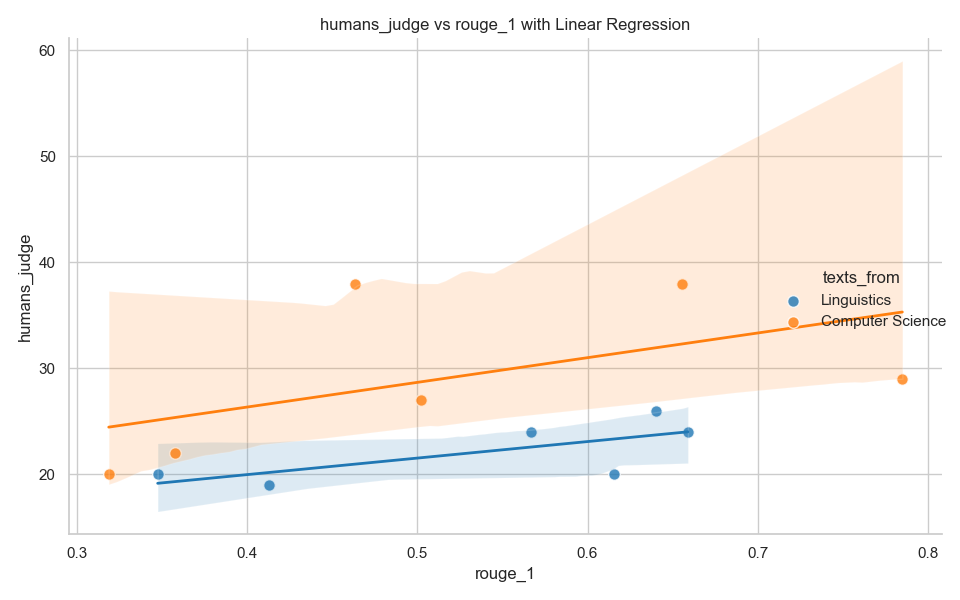 humans_judge vs rouge_1 with Linear Regression
60
50
40
30
20
humans_judge
texts_from
Linguistics
Computer Science
0.3 0.4 0.5 0.6 0.7 0.8
rouge_1